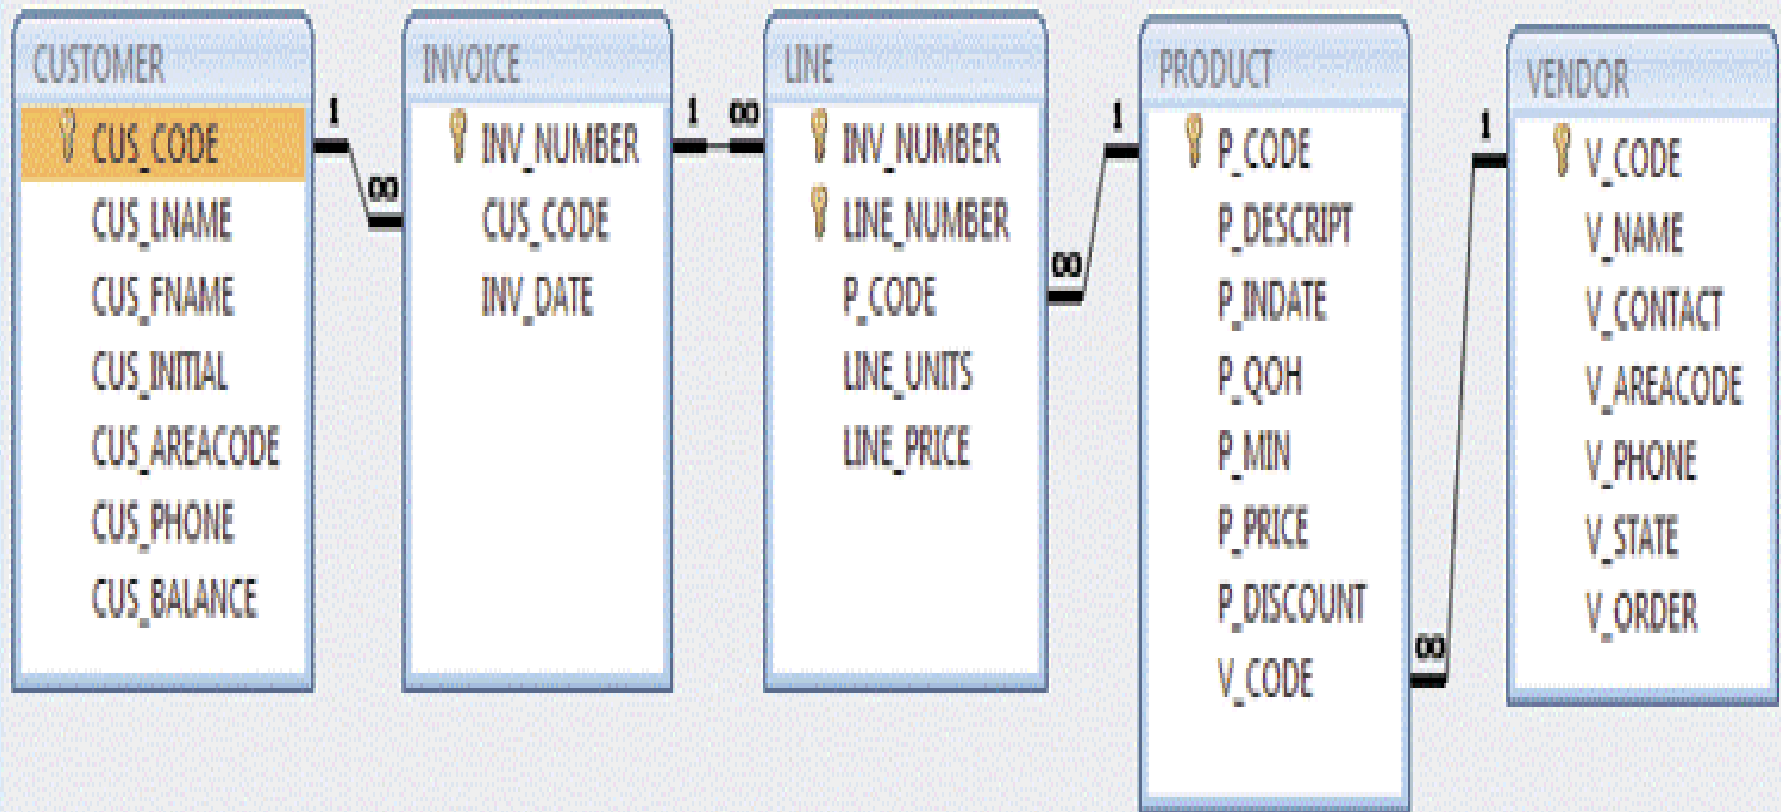 CUSTOMER
CUS_CODE
CUS_LNAME
CUS_FNAME
CUS_INITIAL
CUS_AREACODE
CUS_PHONE
CUS_BALANCE
1
∞
INVOICE
INV_NUMBER
CUS_CODE
INV_DATE
1
∞
LINE
INV_NUMBER
LINE_NUMBER
P_CODE
LINE_UNITS
LINE_PRICE
∞
1
PRODUCT
P_CODE
P_DESCRIPT
P_INDATE
P_QOH
P_MIN
P_PRICE
P_DISCOUNT
V_CODE
∞
1
VENDOR
V_CODE
V_NAME
V_CONTACT
V_AREACODE
V_PHONE
V_STATE
V_ORDER